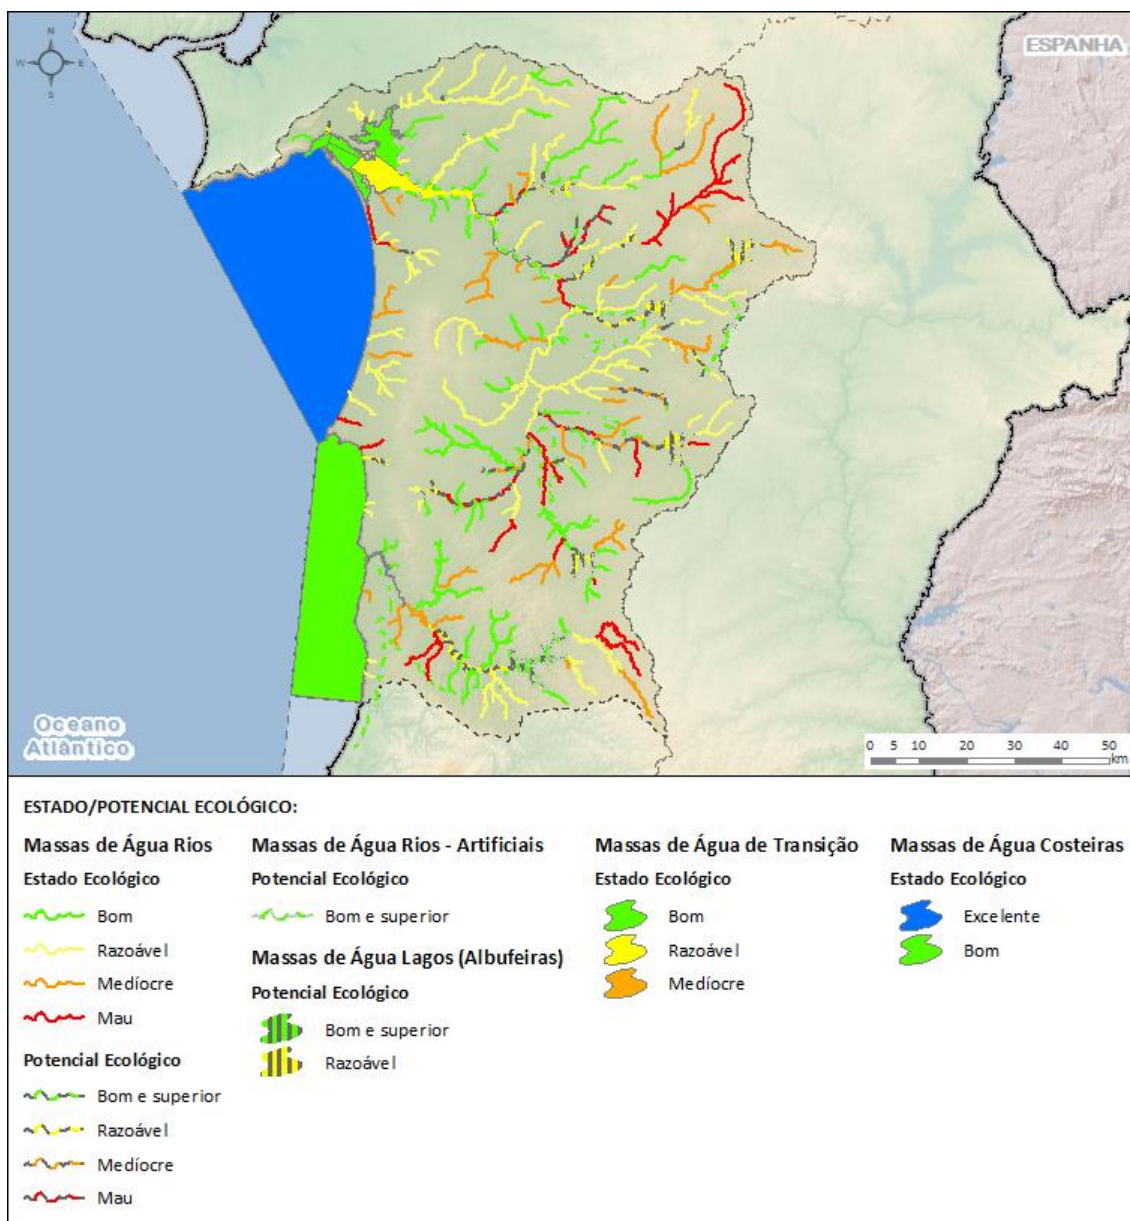 N
W
E
S
ESPANHA
Oceano
Atlântico
0 5 10 20 30 40 50
km
ESTADO/POTENCIAL ECOLÓGICO:
Massas de Água Rios
Estado Ecológico
Bom
Razoável
Medíocre
Mau
Potencial Ecológico
Bom e superior
Razoável
Medíocre
Mau
Massas de Água Rios - Artificiais
Potencial Ecológico
Bom e superior
Massas de Água Lagos (Albufeiras)
Potencial Ecológico
Bom e superior
Razoável
Massas de Água de Transição
Estado Ecológico
Bom
Razoável
Medíocre
Massas de Água Costeiras
Estado Ecológico
Excelente
Bom